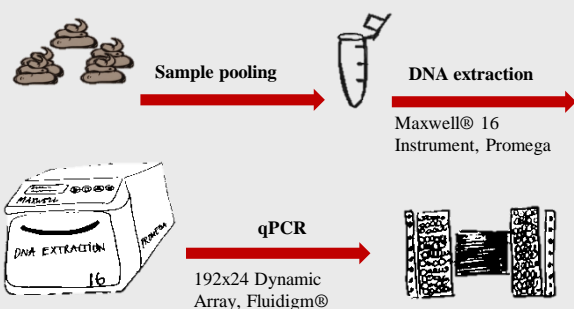 Sample pooling
DNA extraction
Maxwell® 16
Instrument, Promega
MAXWELL
DNA EXTRACTION
PROMEGA
16
qPCR
192x24 Dynamic
Array, Fluidigm®